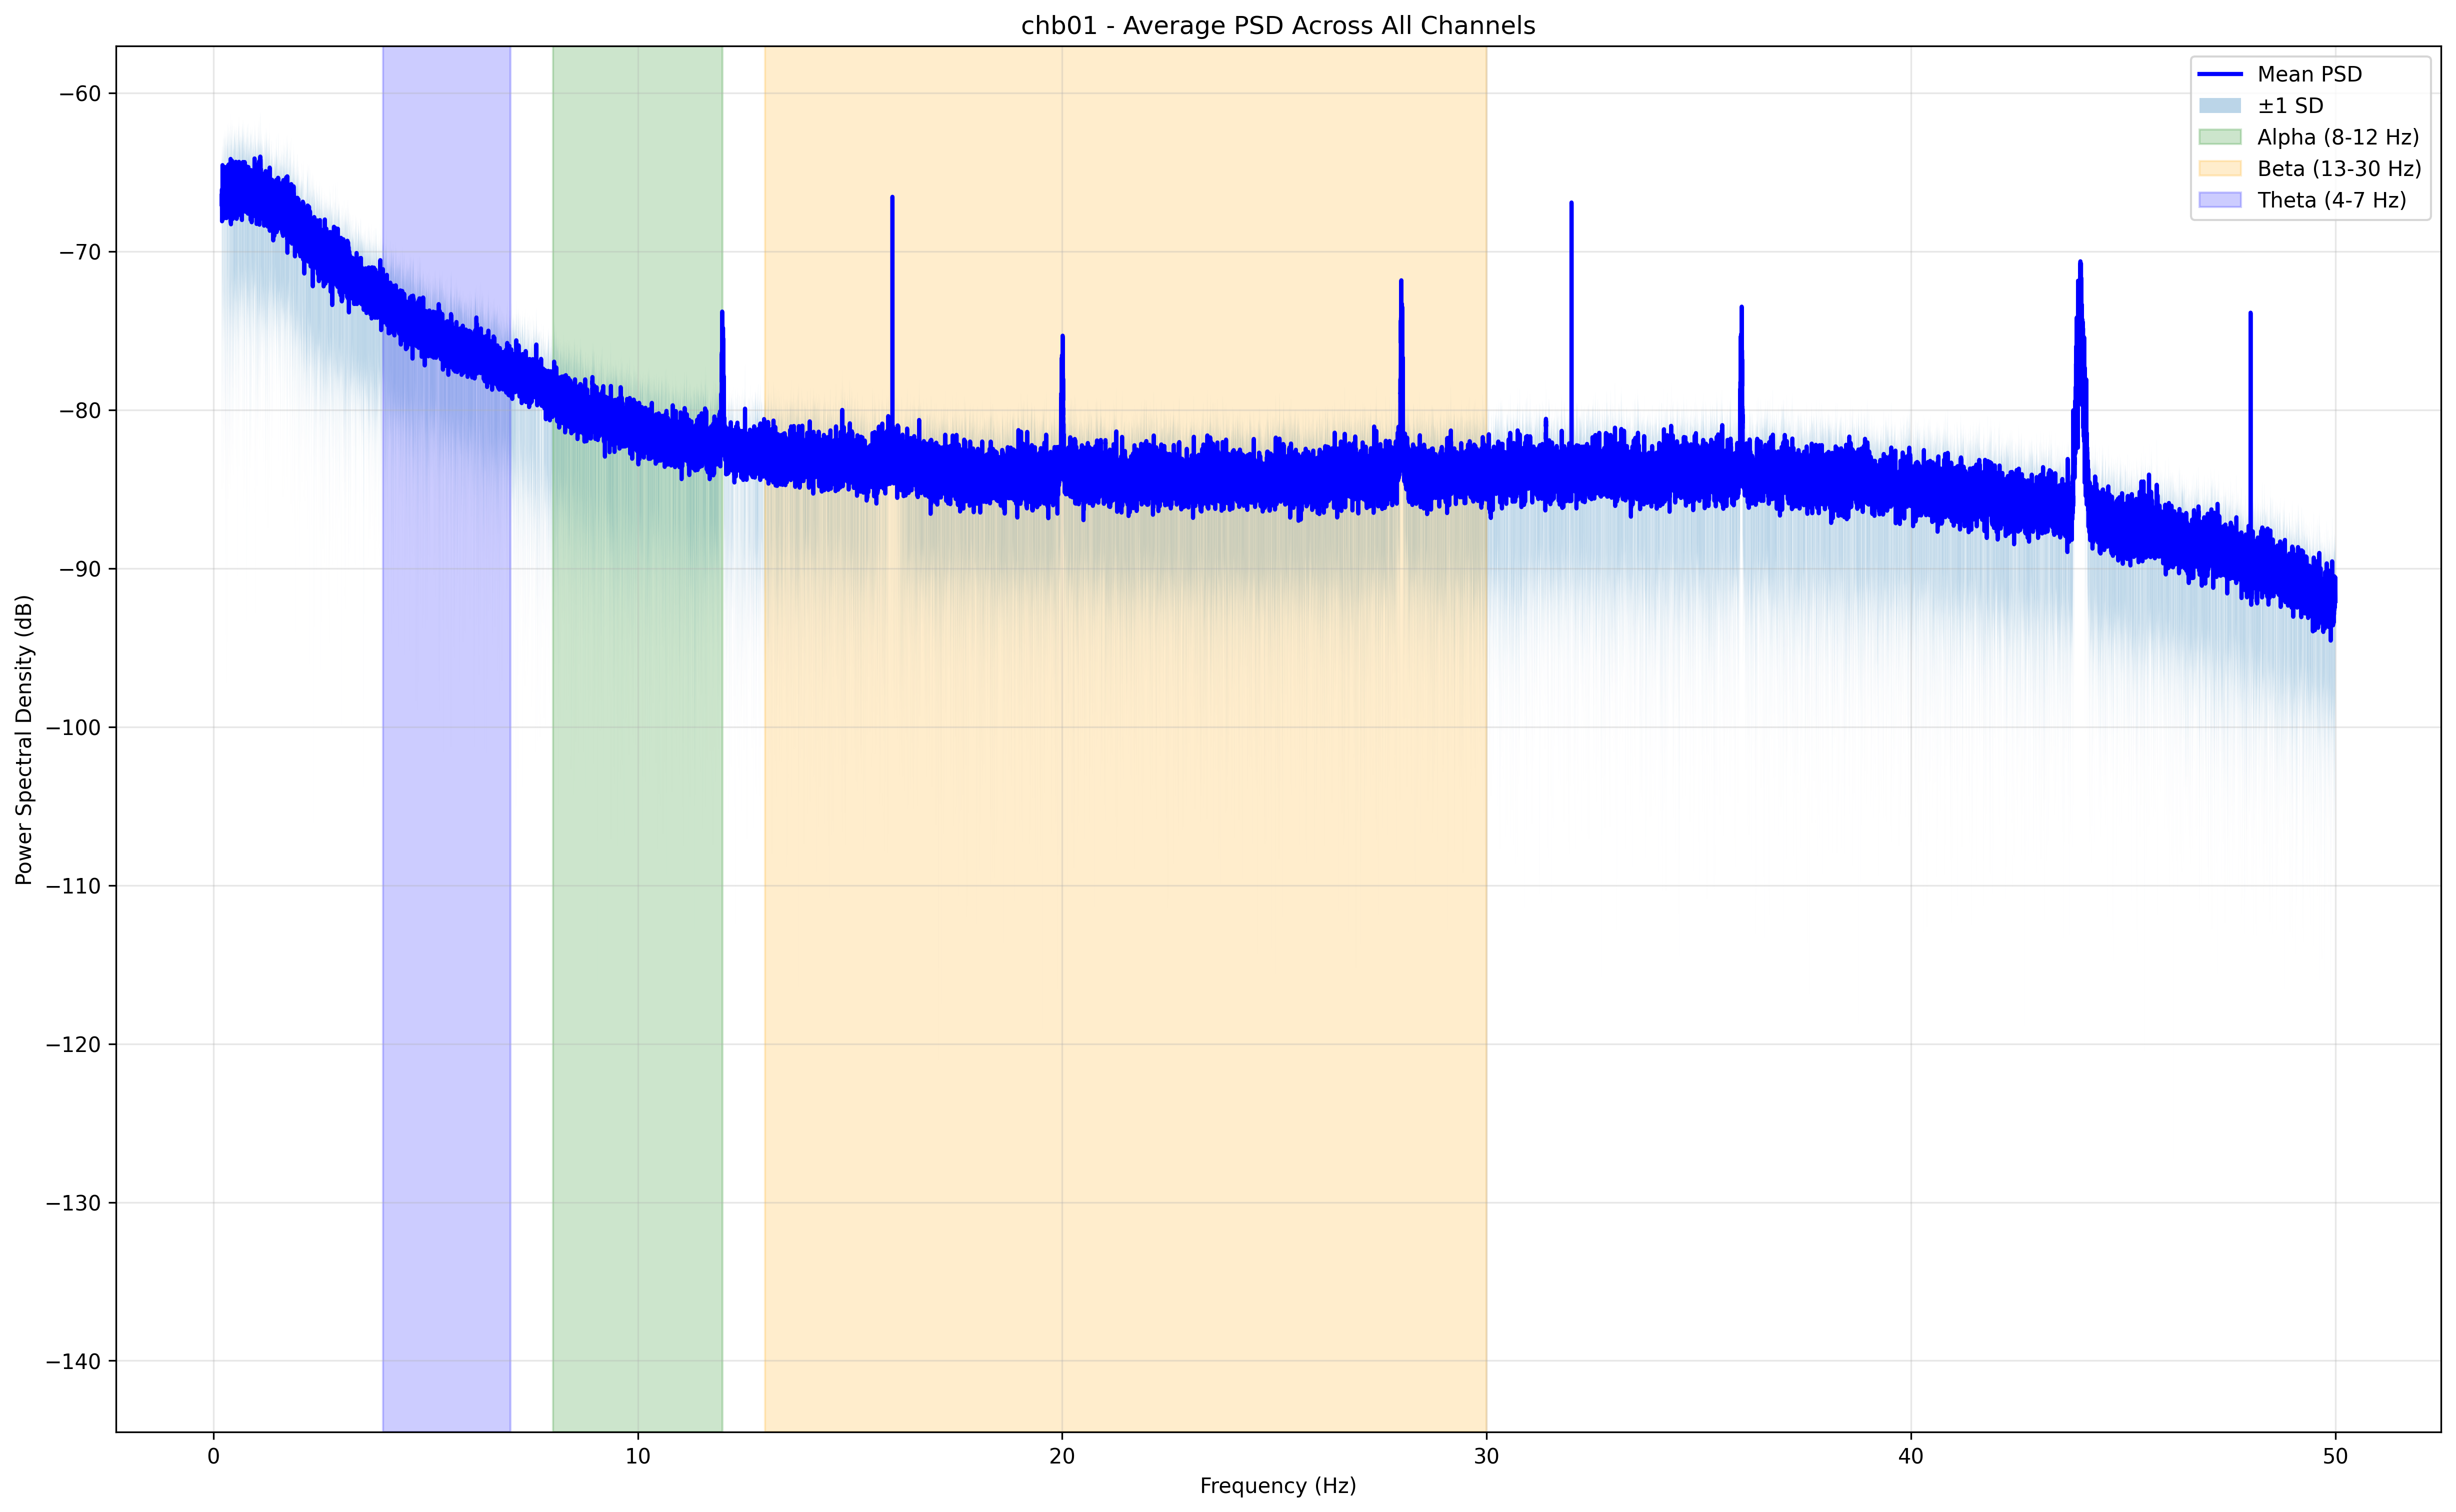 chb01 - Average PSD Across All Channels
Mean PSD
±1 SD
Alpha (8-12 Hz)
Beta (13-30 Hz)
Theta (4-7 Hz)
Power Spectral Density (dB)
−60
−70
−80
−90
−100
−110
−120
−130
−140
0
10
20
30
40
50
Frequency (Hz)